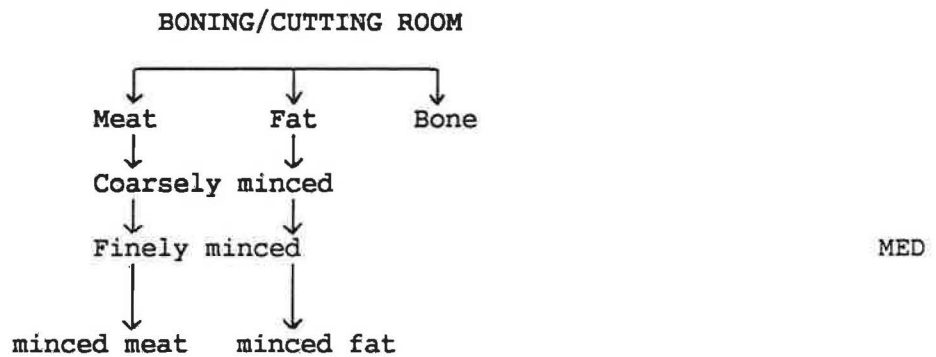 BONING/CUTTING ROOM
Meat Fat Bone
Coarsely minced
Finely minced MED
minced meat minced fat